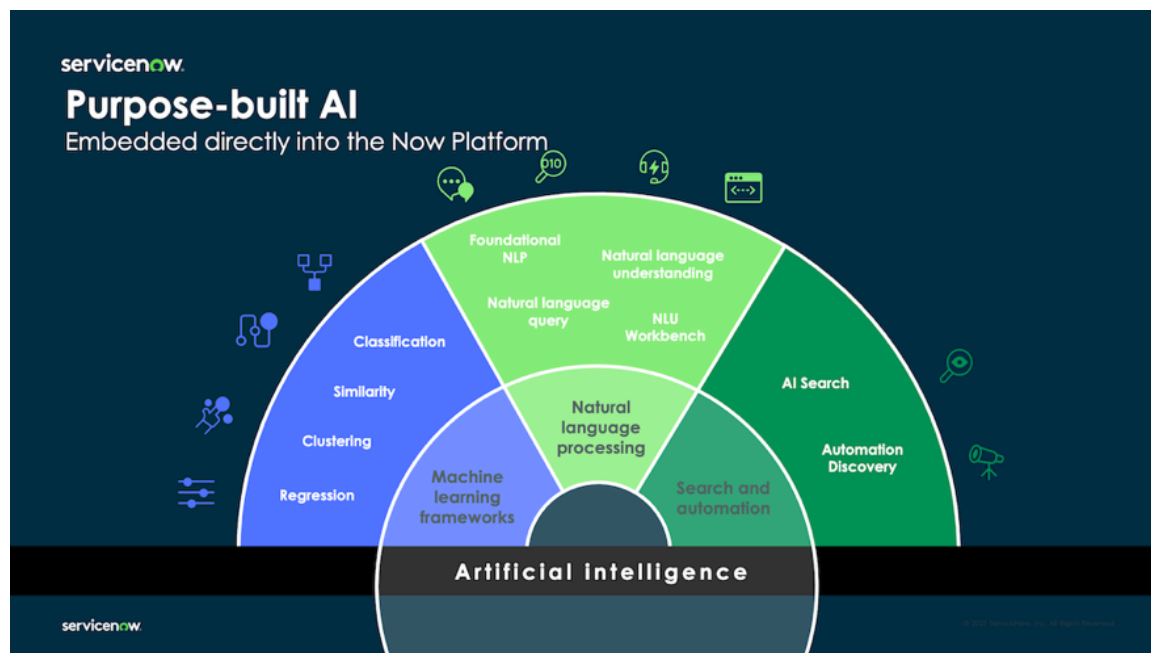 servicenow.
Purpose-built AI
Embedded directly into the Now Platform
010
Foundational
NLP
Natural language
understanding
Natural language
query
NLU
Workbench
Classification
Similarity
Clustering
Regression
AI Search
Automation
Discovery
Natural
language
processing
Machine
learning
frameworks
Search and
automation
Artificial intelligence
servicenow.